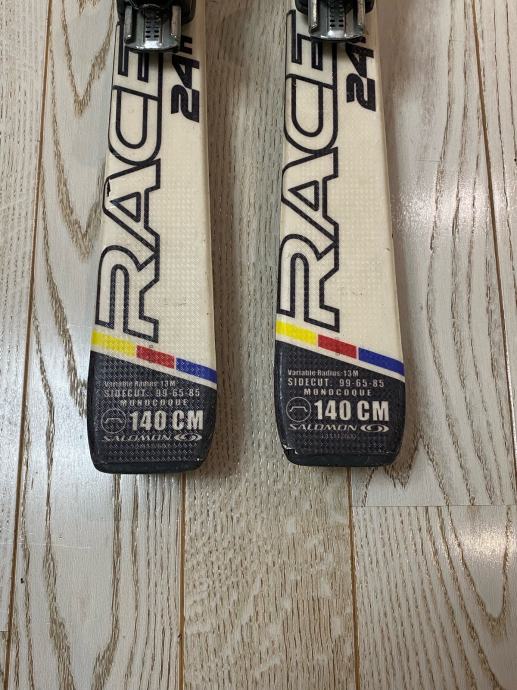 RACE
24
Variable Radius: 13M
SIDECUT: 99-65-85
MONOCOQUE
140 CM
SALOMON
RACE
24
Variable Radius: 13M
SIDECUT: 99-65-85
MONOCOQUE
140 CM
SALOMON